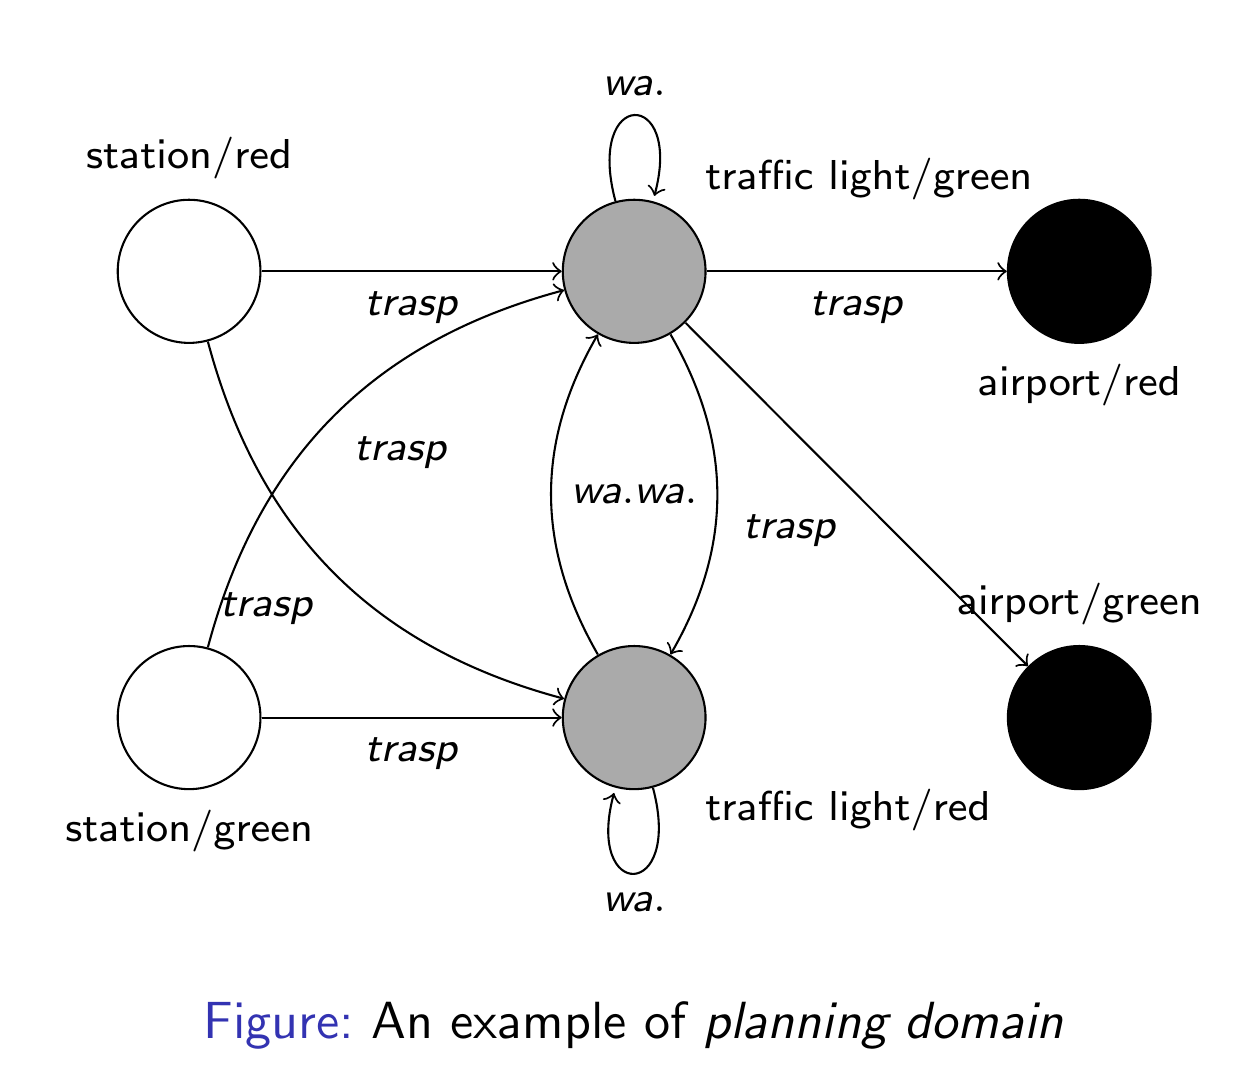 wa.
station/red
traffic light/green
trasp
trasp
airport/red
trasp
wa.wa.
trasp
airport/green
trasp
trasp
station/green
traffic light/red
wa.
Figure: An example of planning domain